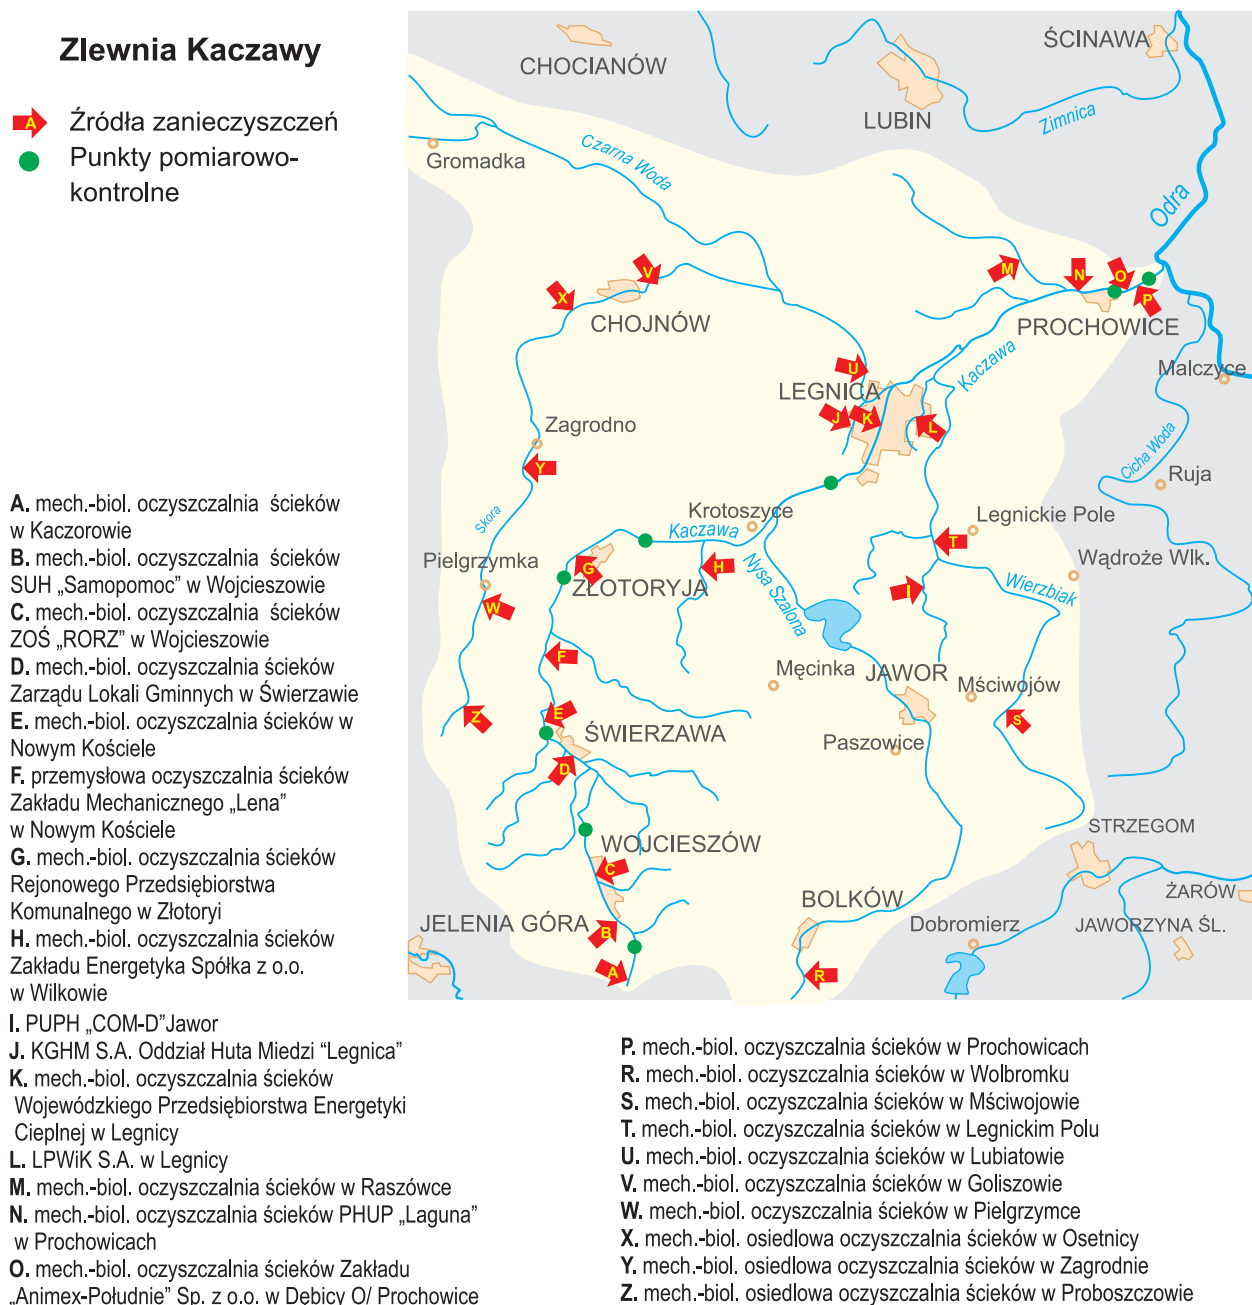 Zlewnia Kaczawy
A Źródła zanieczyszczeń
Punkty pomiarowo-
kontrolne
A. mech.-biol. oczyszczalnia ścieków
w Kaczorowie
B. mech.-biol. oczyszczalnia ścieków
SUH „Samopomoc” w Wojcieszowie
C. mech.-biol. oczyszczalnia ścieków
ZOŚ „RORZ” w Wojcieszowie
D. mech.-biol. oczyszczalnia ścieków
Zarządu Lokali Gminnych w Świerzawie
E. mech.-biol. oczyszczalnia ścieków w
Nowym Kościele
F. przemysłowa oczyszczalnia ścieków
Zakładu Mechanicznego „Lena”
w Nowym Kościele
G. mech.-biol. oczyszczalnia ścieków
Rejonowego Przedsiębiorstwa
Komunalnego w Złotoryi
H. mech.-biol. oczyszczalnia ścieków
Zakładu Energetyka Spółka z o.o.
w Wilkowie
I. PUPH „COM-D”Jawor
J. KGHM S.A. Oddział Huta Miedzi “Legnica”
K. mech.-biol. oczyszczalnia ścieków
Wojewódzkiego Przedsiębiorstwa Energetyki
Cieplnej w Legnicy
L. LPWiK S.A. w Legnicy
M. mech.-biol. oczyszczalnia ścieków w Raszówce
N. mech.-biol. oczyszczalnia ścieków PHUP „Laguna”
w Prochowicach
O. mech.-biol. oczyszczalnia ścieków Zakładu
„Animex-Południe” Sp. z o.o. w Dębicy O/ Prochowice
P. mech.-biol. oczyszczalnia ścieków w Prochowicach
R. mech.-biol. oczyszczalnia ścieków w Wolbromku
S. mech.-biol. oczyszczalnia ścieków w Mściwojowie
T. mech.-biol. oczyszczalnia ścieków w Legnickim Polu
U. mech.-biol. oczyszczalnia ścieków w Lubiatowie
V. mech.-biol. oczyszczalnia ścieków w Goliszowie
W. mech.-biol. oczyszczalnia ścieków w Pielgrzymce
X. mech.-biol. osiedlowa oczyszczalnia ścieków w Osetnicy
Y. mech.-biol. osiedlowa oczyszczalnia ścieków w Zagrodnie
Z. mech.-biol. osiedlowa oczyszczalnia ścieków w Proboszczowie
CHOCIANÓW
ŚCINAWA
LUBIN
Zimnica
Gromadka
Czarna Woda
Odra
V
X
M
N
O
P
CHOJNÓW
PROCHOWICE
Kaczawa
Malczyce
U
LEGNICA
J
K
L
Zagrodno
Y
Cicha Woda
Ruja
Skora
Krotoszyce
Kaczawa
Legnickie Pole
T
Wądroże Wlk.
Pielgrzymka
G
ZŁOTORYJA
H
Nysa Szalona
I
Wierzbiak
W
F
Męcinka
JAWOR
Mściwojów
Z
E
ŚWIERZAWA
S
Paszowice
D
WOJCIESZÓW
STRZEGOM
C
ŻARÓW
BOLKÓW
JELENIA GÓRA
B
Dobromierz
JAWORZYNA ŚL.
A
R